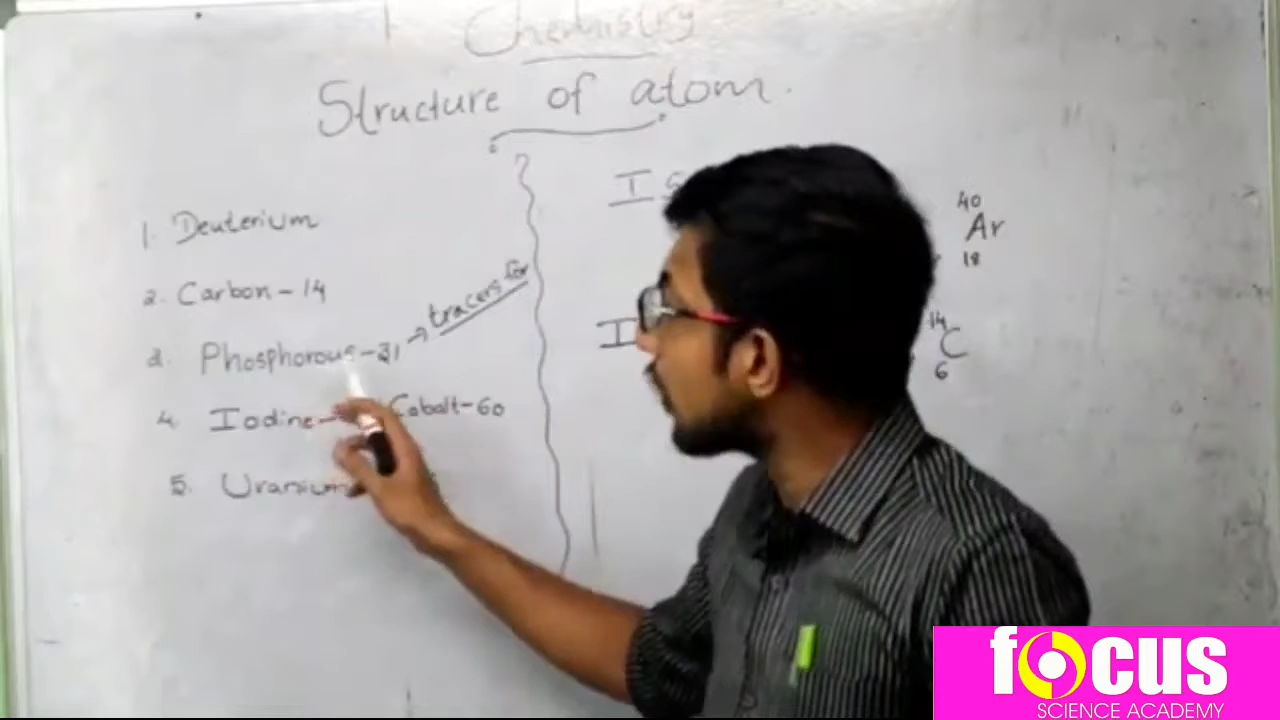 Chemistry
Structure of atom.
1. Deuterium
2. Carbon-14
3. Phosphorous-31 → tracers for
4. Iodine- Cobalt-60
5. Uranium
40
Ar
18
14
C
6
focus
SCIENCE ACADEMY